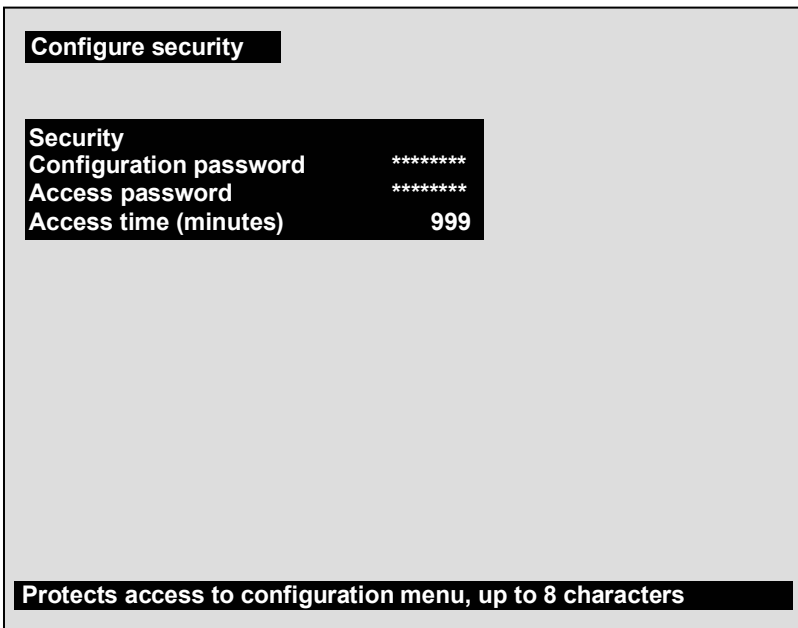 Configure security
Security
Configuration password ********
Access password ********
Access time (minutes) 999
Protects access to configuration menu, up to 8 characters